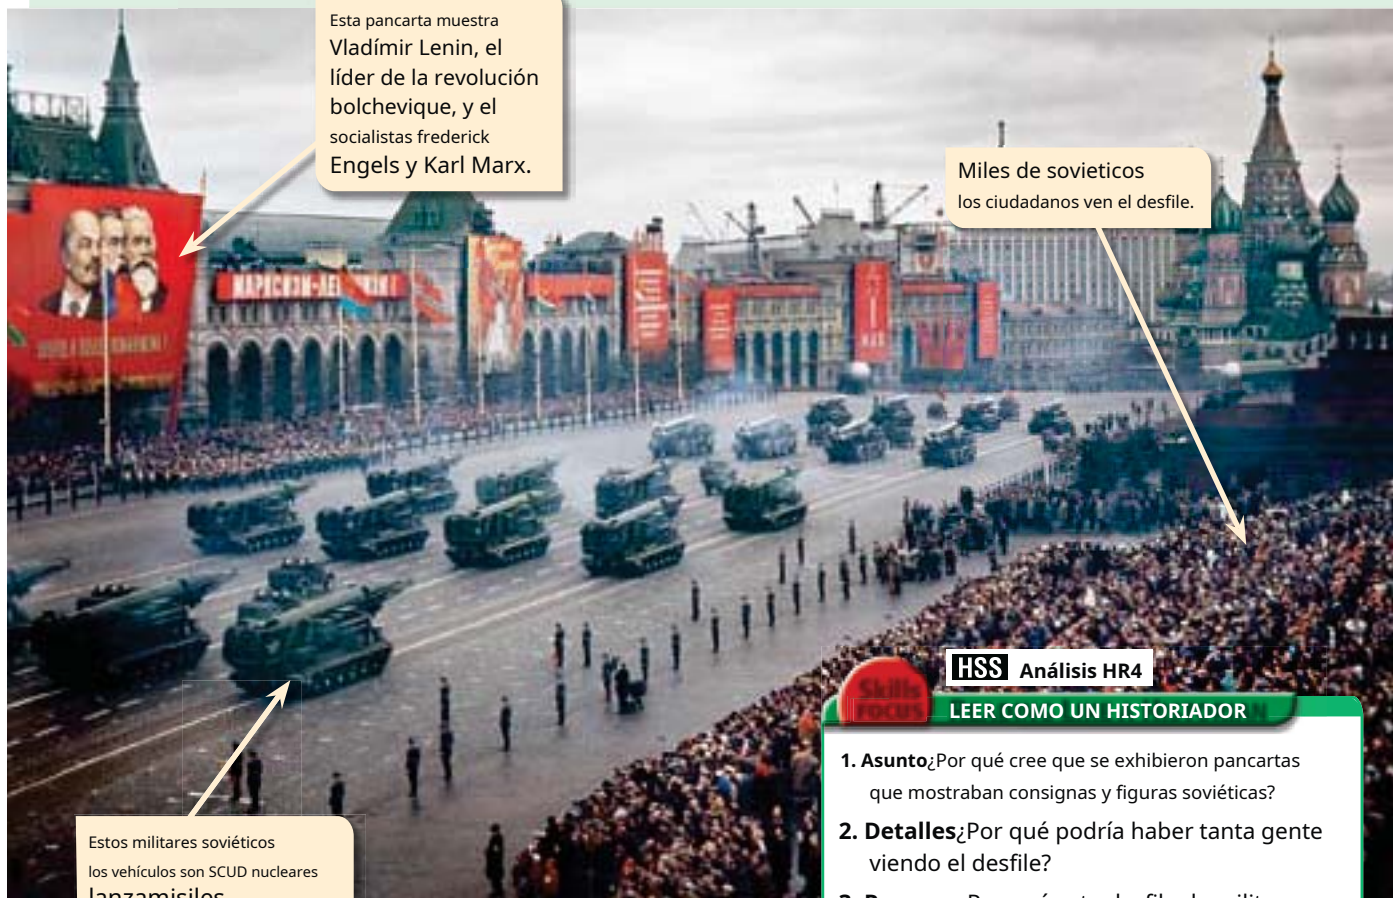 Esta pancarta muestra
Vladímir Lenin, el
líder de la revolución
bolchevique, y el
socialistas frederick
Engels y Karl Marx.
Miles de sovieticos
los ciudadanos ven el desfile.
Estos militares soviéticos
los vehículos son SCUD nucleares
lanzamisiles
HSS Análisis HR4
Skills
FOCUS
LEER COMO UN HISTORIADOR
1. Asunto¿Por qué cree que se exhibieron pancartas
que mostraban consignas y figuras soviéticas?
2. Detalles¿Por qué podría haber tanta gente
viendo el desfile?